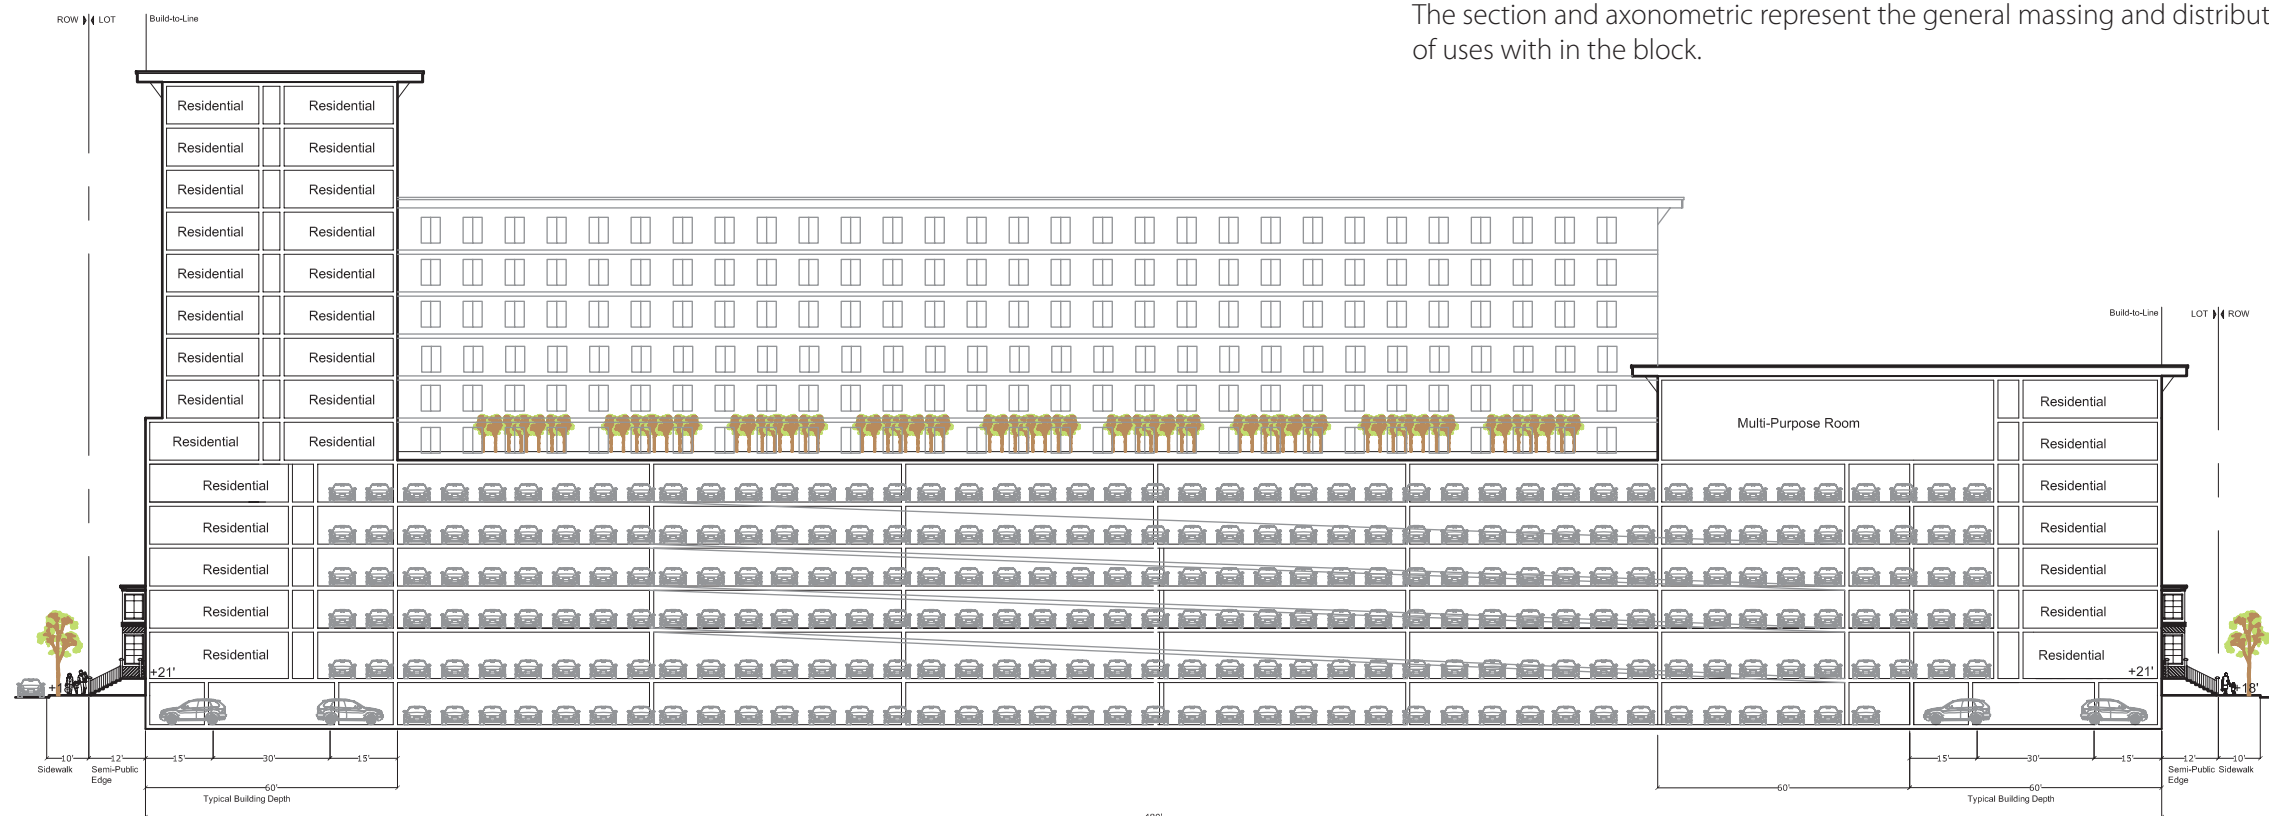 The section and axonometric represent the general massing and distribut
of uses with in the block.
ROW LOT Build-to-Line
Residential Residential
Residential Residential
Residential Residential
Residential Residential
Residential Residential
Residential Residential
Build-to-Line LOT ROW
Residential Residential
Residential Residential Residential
Multi-Purpose Room
Residential Residential Residential
Residential Residential
Residential Residential
Residential Residential
Residential Residential
Residential Residential
+21' +21'
+18'
10' 12' 15' 30' 15' 15' 30' 15' 12' 10'
Sidewalk Semi-Public Edge Semi-Public Edge Sidewalk
60' 60' 60'
Typical Building Depth Typical Building Depth